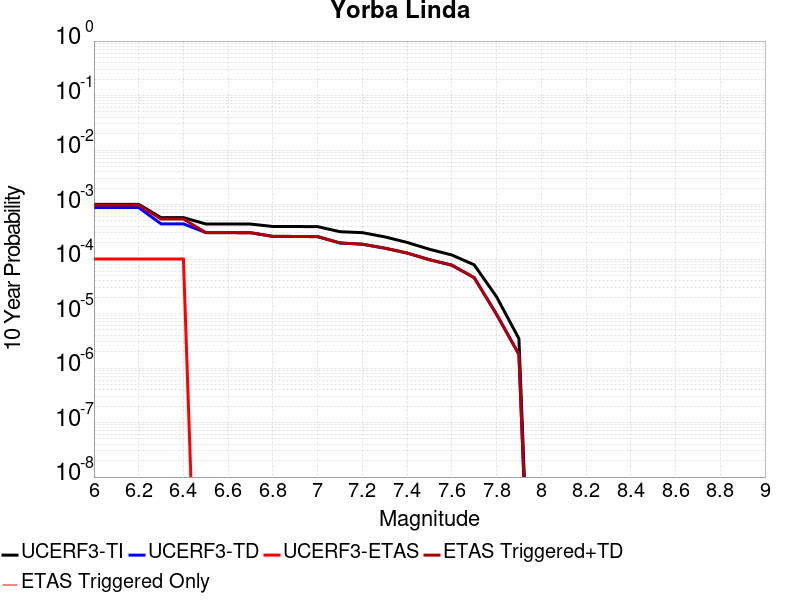 Yorba Linda
10^0
10^-1
10^-2
10^-3
10^-4
10^-5
10^-6
10^-7
10^-8
10 Year Probability
6 6.2 6.4 6.6 6.8 7 7.2 7.4 7.6 7.8 8 8.2 8.4 8.6 8.8 9
Magnitude
UCERF3-TI UCERF3-TD UCERF3-ETAS ETAS Triggered+TD
ETAS Triggered Only